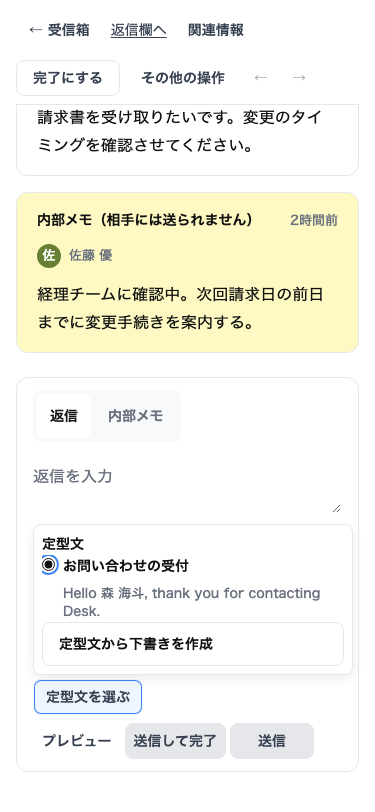 ← 受信箱 返信欄へ 関連情報
完了にする その他の操作 ← →
請求書を受け取りたいです。変更のタイ
ミングを確認させてください。
内部メモ（相手には送られません） 2時間前
佐 佐藤 優
経理チームに確認中。次回請求日の前日
までに変更手続きを案内する。
返信 内部メモ
返信を入力
定型文
お問い合わせの受付
Hello 森 海斗, thank you for contacting
Desk.
定型文から下書きを作成
定型文を選ぶ
プレビュー 送信して完了 送信